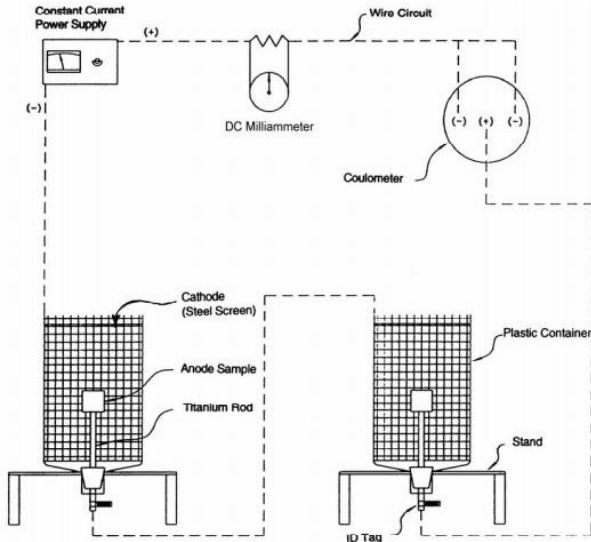 Constant Current
Power Supply
(+)
Wire Circuit
(-)
DC Milliammeter
(-) (+) (-)
Coulometer
Cathode
(Steel Screen)
Plastic Container
Anode Sample
Titanium Rod
Stand
ID Tag